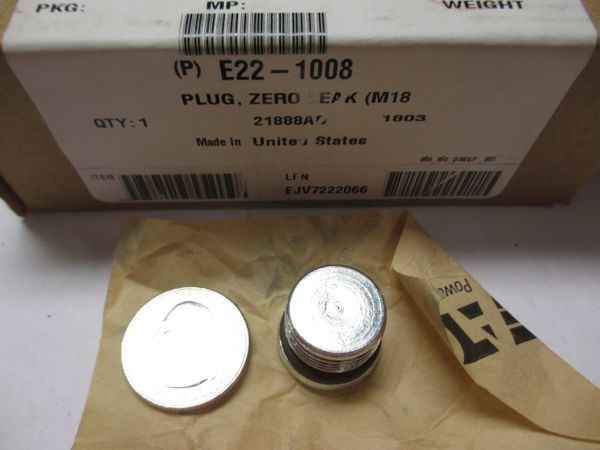 PKG: MP: WEIGHT
(P) E22-1008
PLUG, ZERO LEAK (M18
QTY: 1 21888AD 1803
Made In United States
ITEM LFN
EJV7222066
Powe